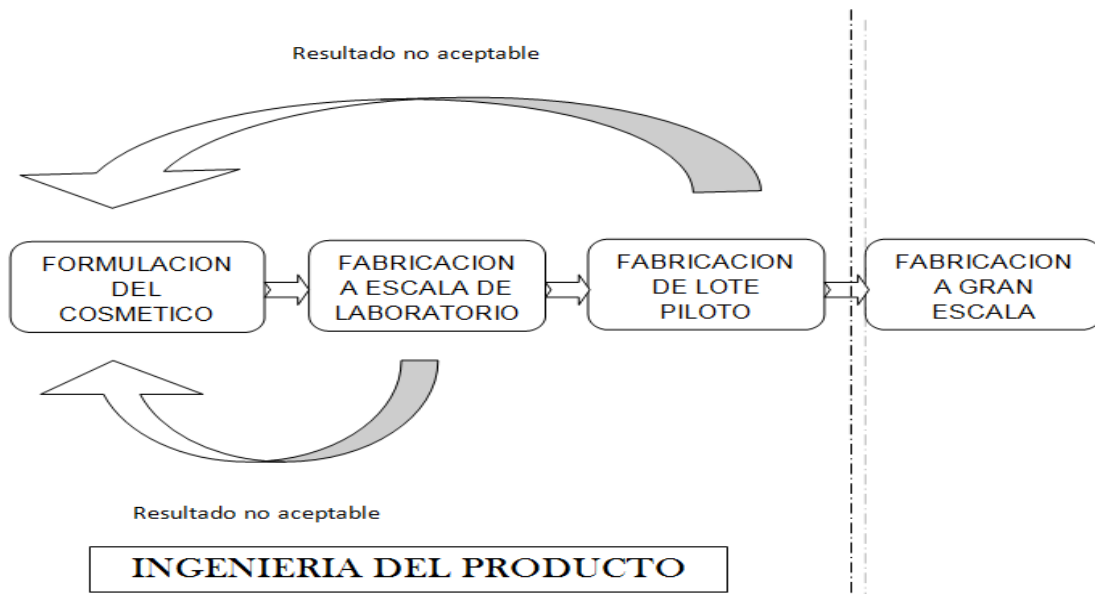 Resultado no aceptable
FORMULACION
DEL
COSMETICO
FABRICACION
A ESCALA DE
LABORATORIO
FABRICACION
DE LOTE
PILOTO
FABRICACION
A GRAN
ESCALA
Resultado no aceptable
INGENIERIA DEL PRODUCTO